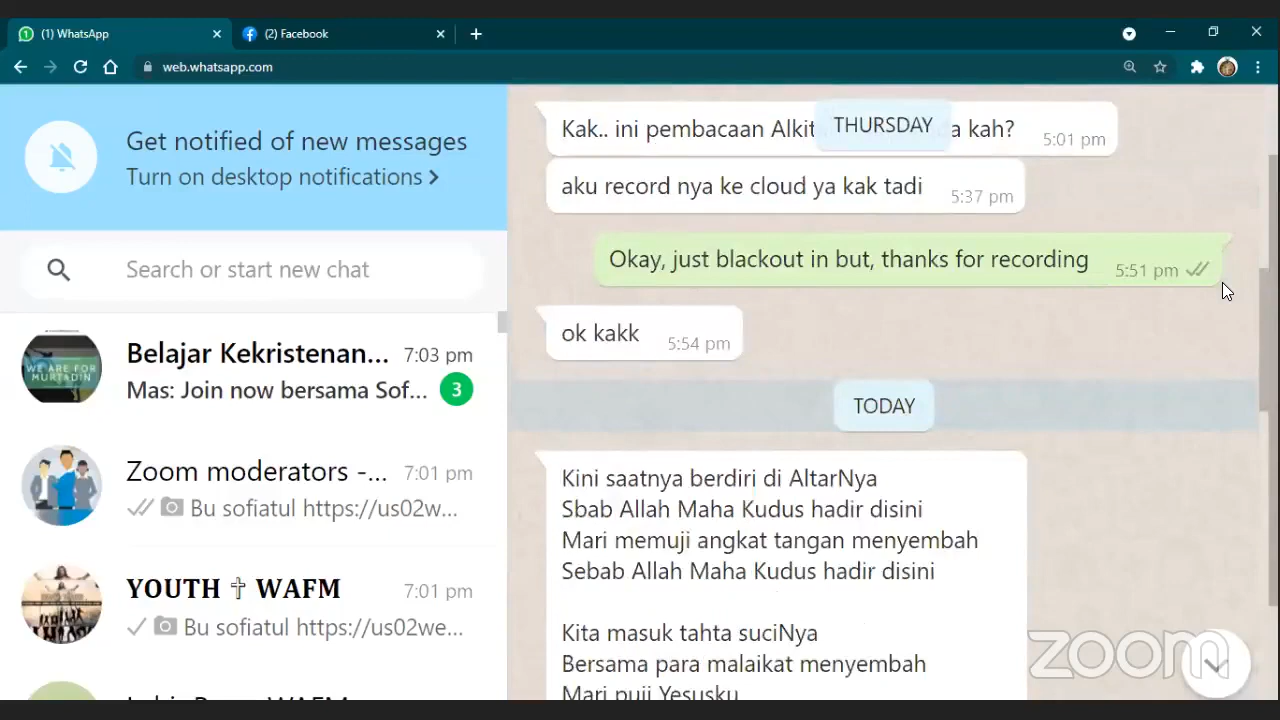 (1) WhatsApp
(2) Facebook
web.whatsapp.com
Get notified of new messages
Turn on desktop notifications
Search or start new chat
WE ARE FOR
MURTADIN
Belajar Kekristenan... 7:03 pm
Mas: Join now bersama Sof... 3
Zoom moderators -... 7:01 pm
Bu sofiatul https://us02w...
YOUTH ✝ WAFM 7:01 pm
Bu sofiatul https://us02we...
Kak.. ini pembacaan kah? 5:01 pm
THURSDAY
aku record nya ke cloud ya kak tadi 5:37 pm
Okay, just blackout in but, thanks for recording 5:51 pm
ok kakk 5:54 pm
TODAY
Kini saatnya berdiri di AltarNya
Sbab Allah Maha Kudus hadir disini
Mari memuji angkat tangan menyembah
Sebab Allah Maha Kudus hadir disini
Kita masuk tahta suciNya
Bersama para malaikat menyembah
Mari puji Yesusku
zoom